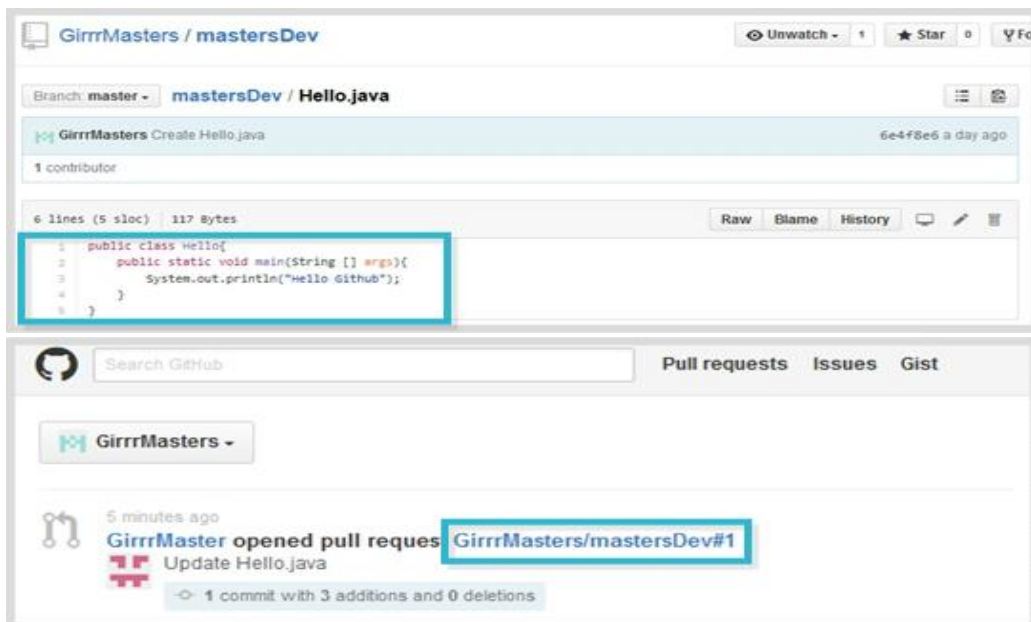 GirrrMasters / mastersDev
Unwatch 1 Star 0 Fo
Branch: master mastersDev / Hello.java
GirrrMasters Create Hello.java 6e4f8e6 a day ago
1 contributor
6 lines (5 sloc) 117 Bytes Raw Blame History
1 public class Hello{
2 public static void main(String [] args){
3 System.out.println("Hello Github");
4 }
5 }
Search GitHub Pull requests Issues Gist
GirrrMasters
5 minutes ago
GirrrMaster opened pull reques GirrrMasters/mastersDev#1
Update Hello.java
1 commit with 3 additions and 0 deletions